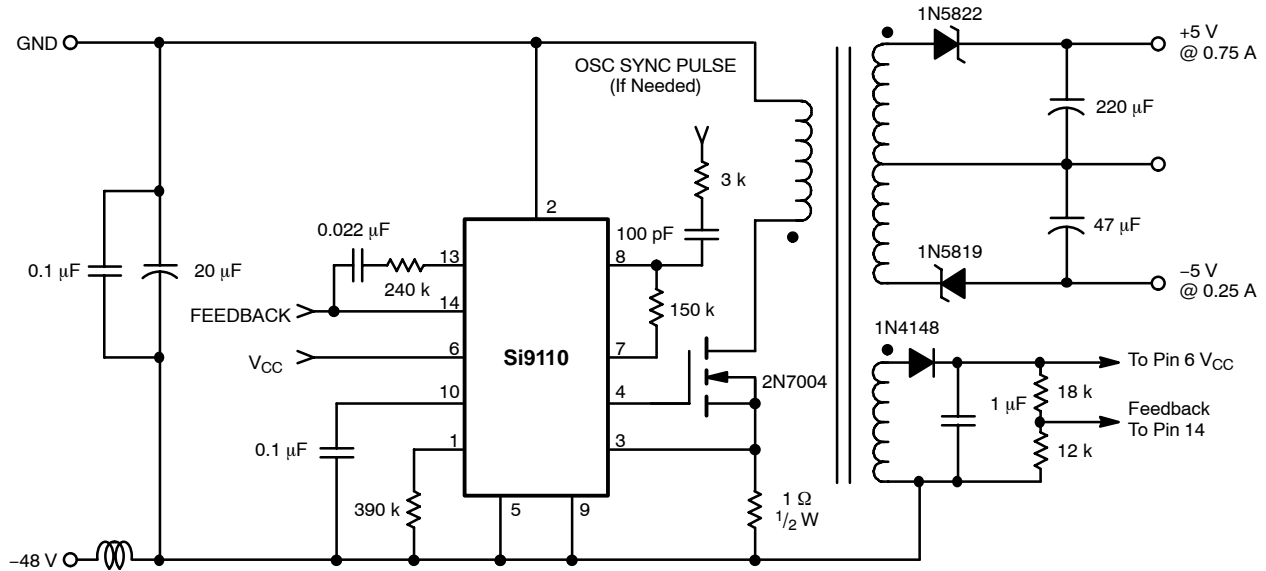 1N5822
GND
+5 V
@ 0.75 A
OSC SYNC PULSE
(If Needed)
220 µF
3 k
2
0.022 µF
100 pF
47 µF
13
8
1N5819
0.1 µF
20 µF
240 k
−5 V
@ 0.25 A
14
150 k
FEEDBACK
1N4148
VCC
6
Si9110
7
To Pin 6 VCC
2N7004
10
4
1 µF
18 k
Feedback
To Pin 14
0.1 µF
1
3
12 k
390 k
5
9
1 Ω
1/2 W
−48 V